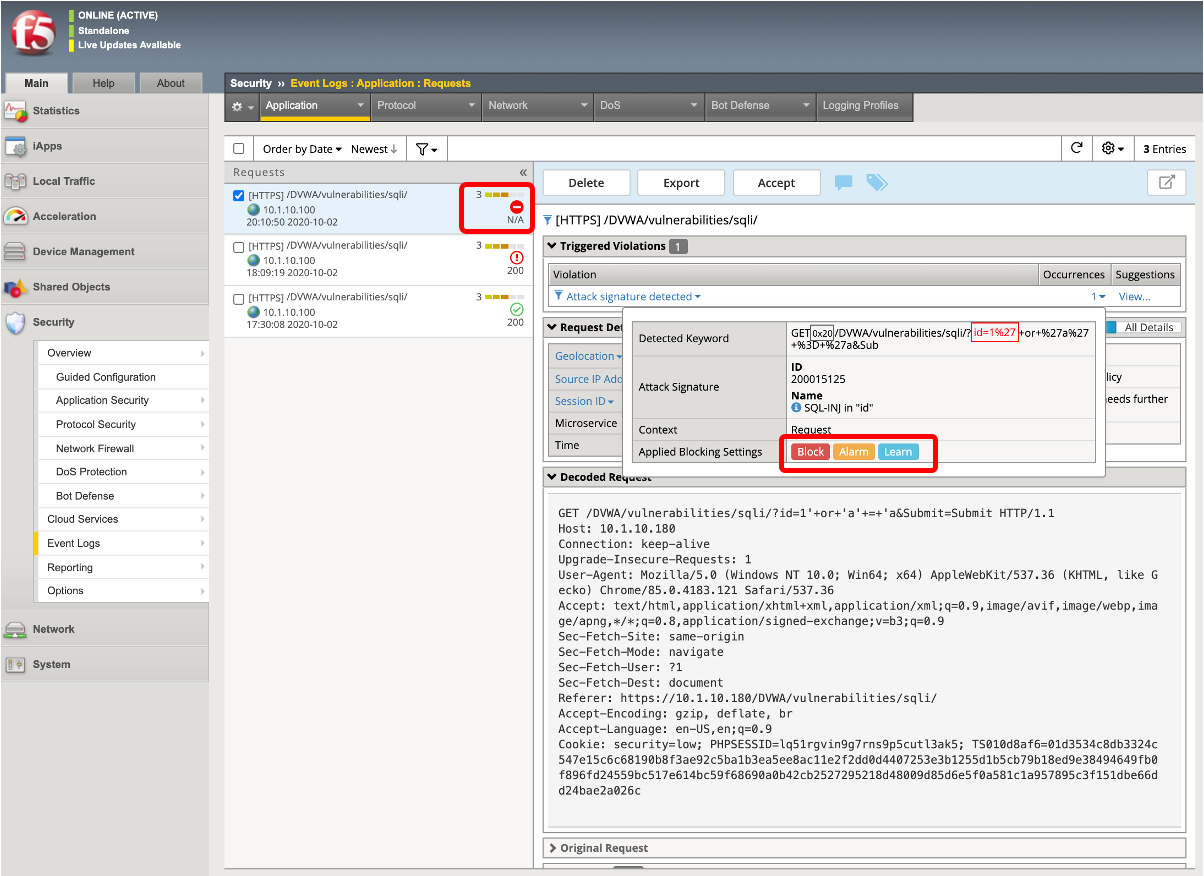 f5
ONLINE (ACTIVE)
Standalone
Live Updates Available
Main
Help
About
Security » Event Logs : Application : Requests
Application
Protocol
Network
DoS
Bot Defense
Logging Profiles
Statistics
iApps
Local Traffic
Acceleration
Device Management
Shared Objects
Security
Overview
Guided Configuration
Application Security
Protocol Security
Network Firewall
DoS Protection
Bot Defense
Cloud Services
Event Logs
Reporting
Options
Network
System
Order by Date
Newest
3 Entries
Requests
«
[HTTPS] /DVWA/vulnerabilities/sqli/
3
10.1.10.100
N/A
20:10:50 2020-10-02
[HTTPS] /DVWA/vulnerabilities/sqli/
3
10.1.10.100
18:09:19 2020-10-02
200
[HTTPS] /DVWA/vulnerabilities/sqli/
3
10.1.10.100
17:30:08 2020-10-02
200
Delete
Export
Accept
[HTTPS] /DVWA/vulnerabilities/sqli/
Triggered Violations 1
Violation
Occurrences
Suggestions
Attack signature detected
1
View...
Request Det
All Details
Geolocation
Source IP Add
licy
Session ID
eeds further
Microservice
Time
Detected Keyword
GET0x20/DVWA/vulnerabilities/sqli/?id=1%27+or+%27a%27
+%3D+%27a&Sub
Attack Signature
ID
200015125
Name
SQL-INJ in "id"
Context
Request
Applied Blocking Settings
Block
Alarm
Learn
Decoded Request
GET /DVWA/vulnerabilities/sqli/?id=1'+or+'a'+=+'a&Submit=Submit HTTP/1.1
Host: 10.1.10.180
Connection: keep-alive
Upgrade-Insecure-Requests: 1
User-Agent: Mozilla/5.0 (Windows NT 10.0; Win64; x64) AppleWebKit/537.36 (KHTML, like G
ecko) Chrome/85.0.4183.121 Safari/537.36
Accept: text/html,application/xhtml+xml,application/xml;q=0.9,image/avif,image/webp,ima
ge/apng,*/*;q=0.8,application/signed-exchange;v=b3;q=0.9
Sec-Fetch-Site: same-origin
Sec-Fetch-Mode: navigate
Sec-Fetch-User: ?1
Sec-Fetch-Dest: document
Referer: https://10.1.10.180/DVWA/vulnerabilities/sqli/
Accept-Encoding: gzip, deflate, br
Accept-Language: en-US,en;q=0.9
Cookie: security=low; PHPSESSID=lq51rgvin9g7rns9p5cutl3ak5; TS010d8af6=01d3534c8db3324c
547e15c6c68190b8f3ae92c5ba1b3ea5ee8ac11e2f2dd0d4407253e3b1255d1b5cb79b18ed9e38494649fb0
f896fd24559bc517e614bc59f68690a0b42cb2527295218d48009d85d6e5f0a581c1a957895c3f151dbe66d
d24bae2a026c
Original Request